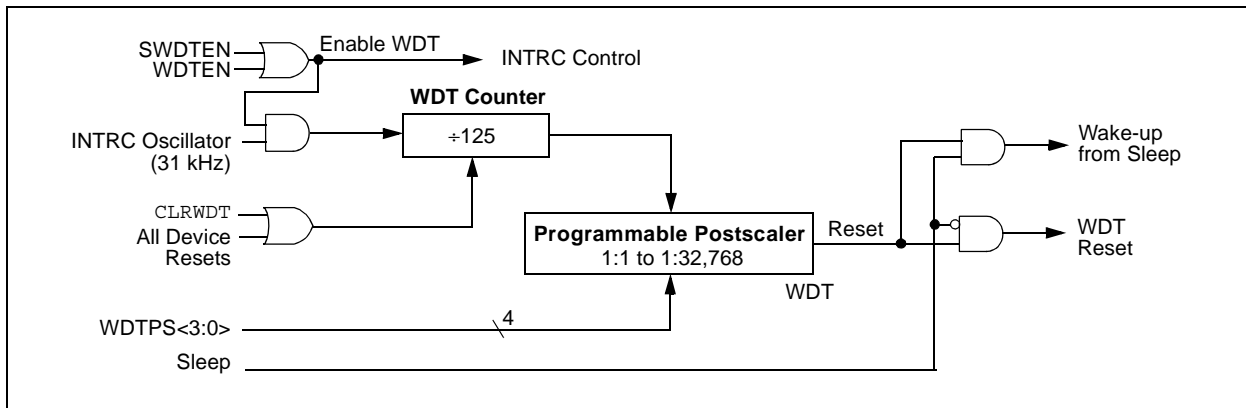 SWDTEN
WDTEN
Enable WDT
INTRC Control
WDT Counter
÷125
INTRC Oscillator
(31 kHz)
Wake-up
from Sleep
CLRWDT
All Device
Resets
Programmable Postscaler
1:1 to 1:32,768
Reset
WDT
Reset
WDT
4
WDTPS<3:0>
Sleep